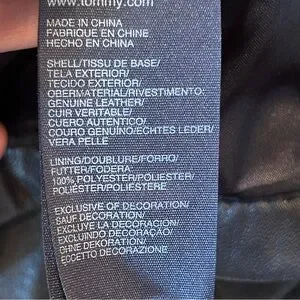 www.tommy.com
MADE IN CHINA
FABRIQUE EN CHINE
HECHO EN CHINA
SHELL/TISSU DE BASE/
TELA EXTERIOR/
TECIDO EXTERIOR/
OBERMATERIAL/RIVESTIMENTO:
GENUINE LEATHER/
CUIR VERITABLE/
CUERO AUTENTICO/
COURO GENUÍNO/ECHTES LEDER/
VERA PELLE
LINING/DOUBLURE/FORRO/
FUTTER/FODERA
100% POLYESTER/POLYESTER/
POLIÉSTER/POLIESTERE
EXCLUSIVE OF DECORATION/
SAUF DECORATION/
EXCLUYE LA DECORACION/
EXCLUINDO DECORAÇÃO/
OHNE DEKORATION/
ECCETTO DECORAZIONE